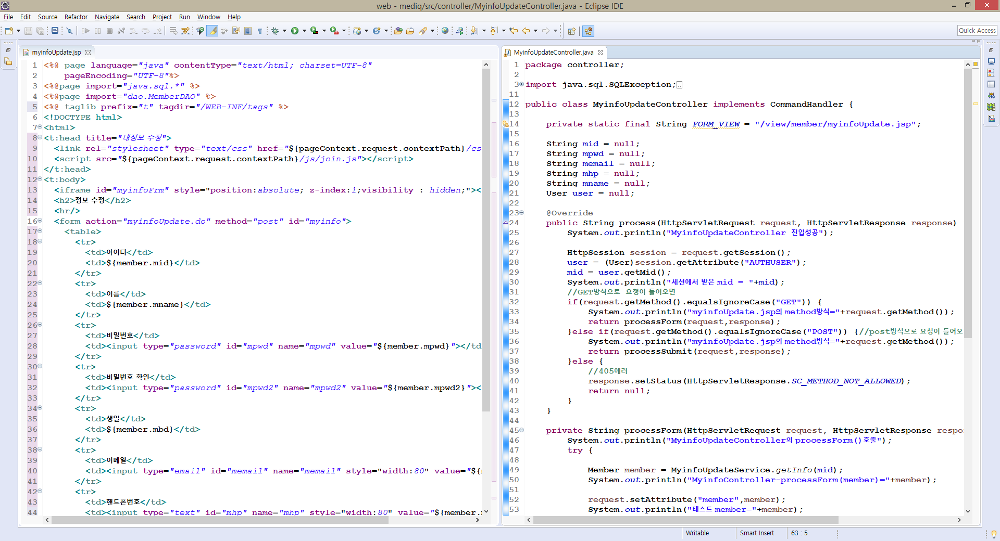 web - mediq/src/controller/MyinfoUpdateController.java - Eclipse IDE
File Edit Source Refactor Navigate Search Project Run Window Help
Quick Access
myinfoUpdate.jsp
1 <%@ page language="java" contentType="text/html; charset=UTF-8"
2 pageEncoding="UTF-8"%>
3 <%@page import="java.sql.*" %>
4 <%@page import="dao.MemberDAO" %>
5 <%@ taglib prefix="t" tagdir="/WEB-INF/tags" %>
6 <!DOCTYPE html>
7 <html>
8 <t:head title="내정보 수정">
9 <link rel="stylesheet" type="text/css" href="${pageContext.request.contextPath}/cs
10 <script src="${pageContext.request.contextPath}/js/join.js"></script>
11 </t:head>
12 <t:body>
13 <iframe id="myinfoFrm" style="position:absolute; z-index:1;visibility : hidden;"><
14 <h2>정보 수정</h2>
15 <hr/>
16 <form action="myinfoUpdate.do" method="post" id="myinfo">
17 <table>
18 <tr>
19 <td>아이디</td>
20 <td>${member.mid}</td>
21 </tr>
22 <tr>
23 <td>이름</td>
24 <td>${member.mname}</td>
25 </tr>
26 <tr>
27 <td>비밀번호</td>
28 <td><input type="password" id="mpwd" name="mpwd" value="${member.mpwd}"></td
29 </tr>
30 <tr>
31 <td>비밀번호 확인</td>
32 <td><input type="password" id="mpwd2" name="mpwd2" value="${member.mpwd2}"><
33 </tr>
34 <tr>
35 <td>생일</td>
36 <td>${member.mbd}</td>
37 </tr>
38 <tr>
39 <td>이메일</td>
40 <td><input type="email" id="memail" name="memail" style="width:80" value="${
41 </tr>
42 <tr>
43 <td>핸드폰번호</td>
44 <td><input type="text" id="mhp" name="mhp" style="width:80" value="${member.
MyinfoUpdateController.java
1 package controller;
2
3 import java.sql.SQLException;
11
12 public class MyinfoUpdateController implements CommandHandler {
13
14 private static final String FORM_VIEW = "/view/member/myinfoUpdate.jsp";
15
16 String mid = null;
17 String mpwd = null;
18 String memail = null;
19 String mhp = null;
20 String mname = null;
21 User user = null;
22
23 @Override
24 public String process(HttpServletRequest request, HttpServletResponse response)
25 System.out.println("MyinfoUpdateController 진입성공");
26
27 HttpSession session = request.getSession();
28 user = (User)session.getAttribute("AUTHUSER");
29 mid = user.getMid();
30 System.out.println("세션에서 받은 mid = "+mid);
31 //GET방식으로 요청이 들어오면
32 if(request.getMethod().equalsIgnoreCase("GET")) {
33 System.out.println("myinfoUpdate.jsp의 method방식="+request.getMethod());
34 return processForm(request,response);
35 }else if(request.getMethod().equalsIgnoreCase("POST")) {//post방식으로 요청이 들어오
36 System.out.println("myinfoUpdate.jsp의 method방식="+request.getMethod());
37 return processSubmit(request,response);
38 }else {
39 //405에러
40 response.setStatus(HttpServletResponse.SC_METHOD_NOT_ALLOWED);
41 return null;
42 }
43 }
44
45 private String processForm(HttpServletRequest request, HttpServletResponse respo
46 System.out.println("MyinfoUpdateController의 processForm()호출");
47 try {
48
49 Member member = MyinfoUpdateService.getInfo(mid);
50 System.out.println("MyinfoController-processForm(member)="+member);
51
52 request.setAttribute("member",member);
53 System.out.println("테스트 member="+member);
Writable Smart Insert 63 : 5